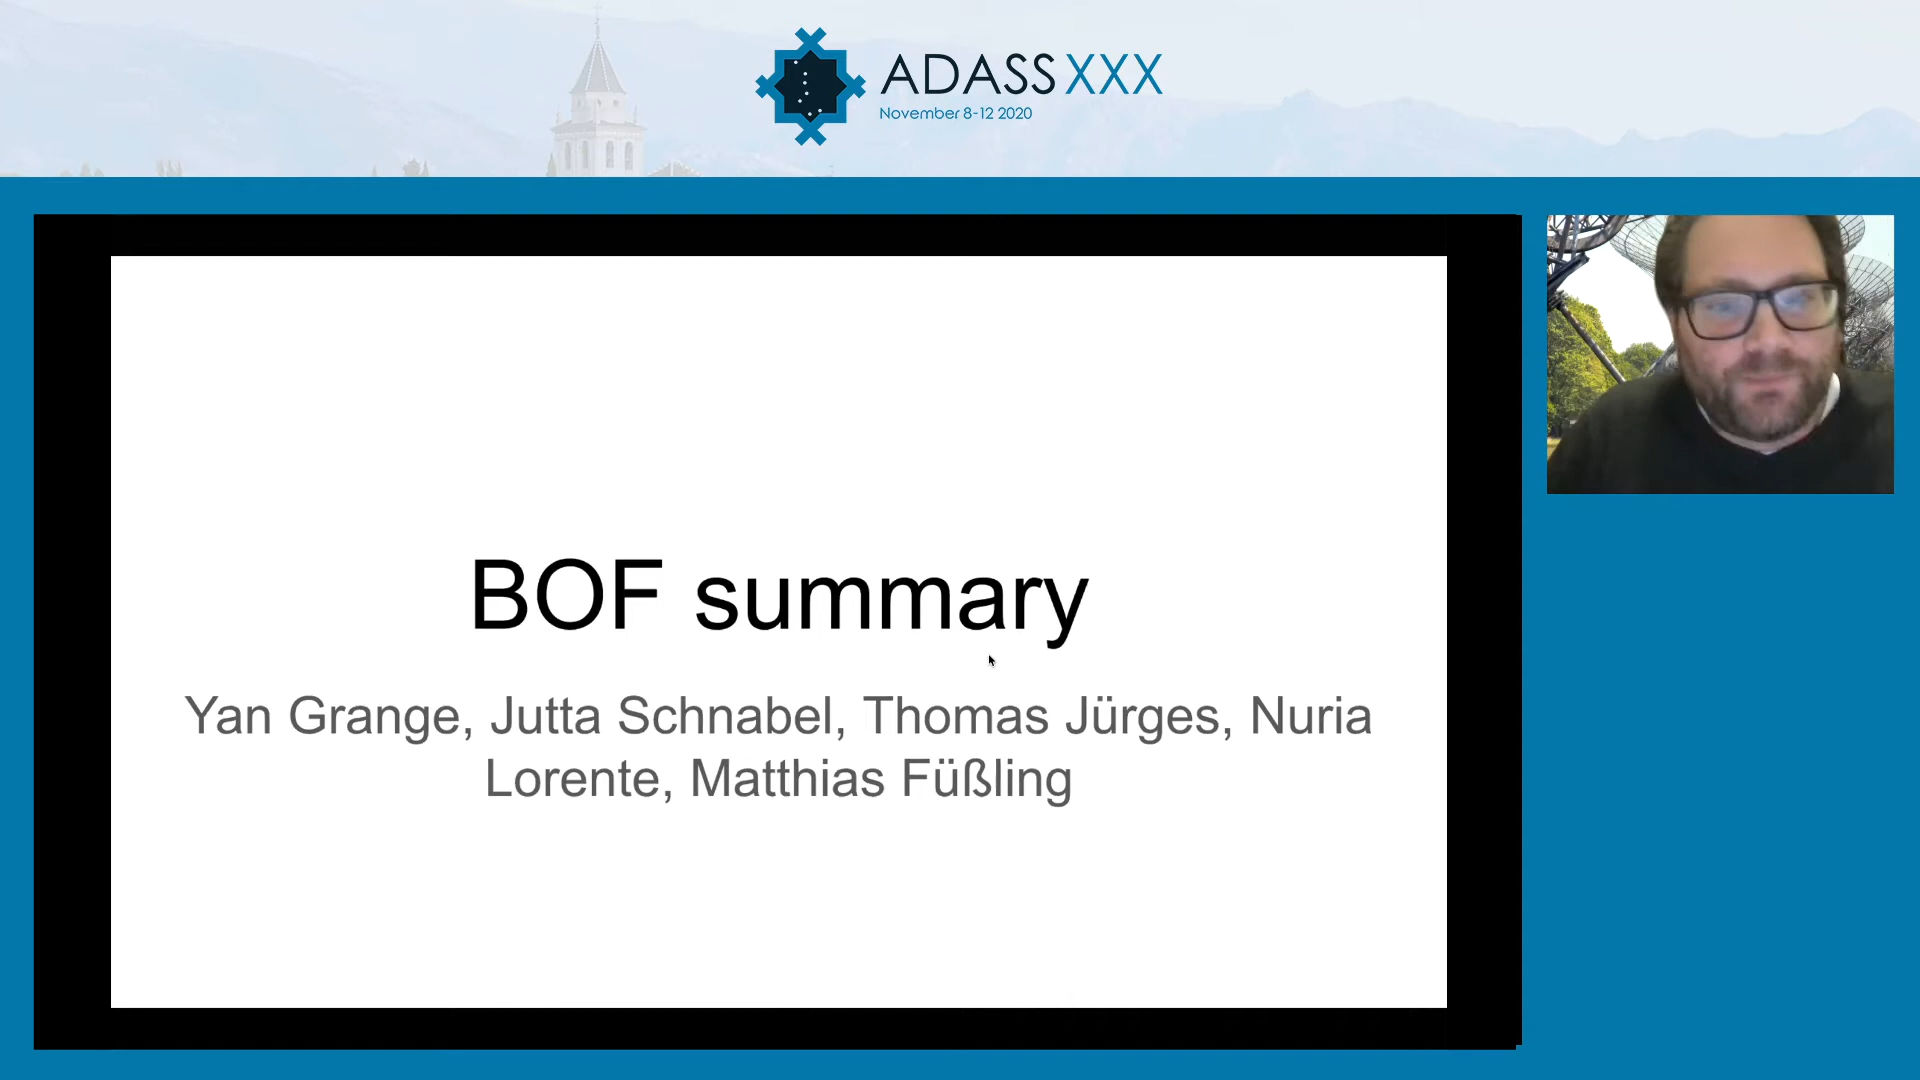 ADASS XXX
November 8-12 2020
BOF summary
Yan Grange, Jutta Schnabel, Thomas Jürges, Nuria
Lorente, Matthias Füßling